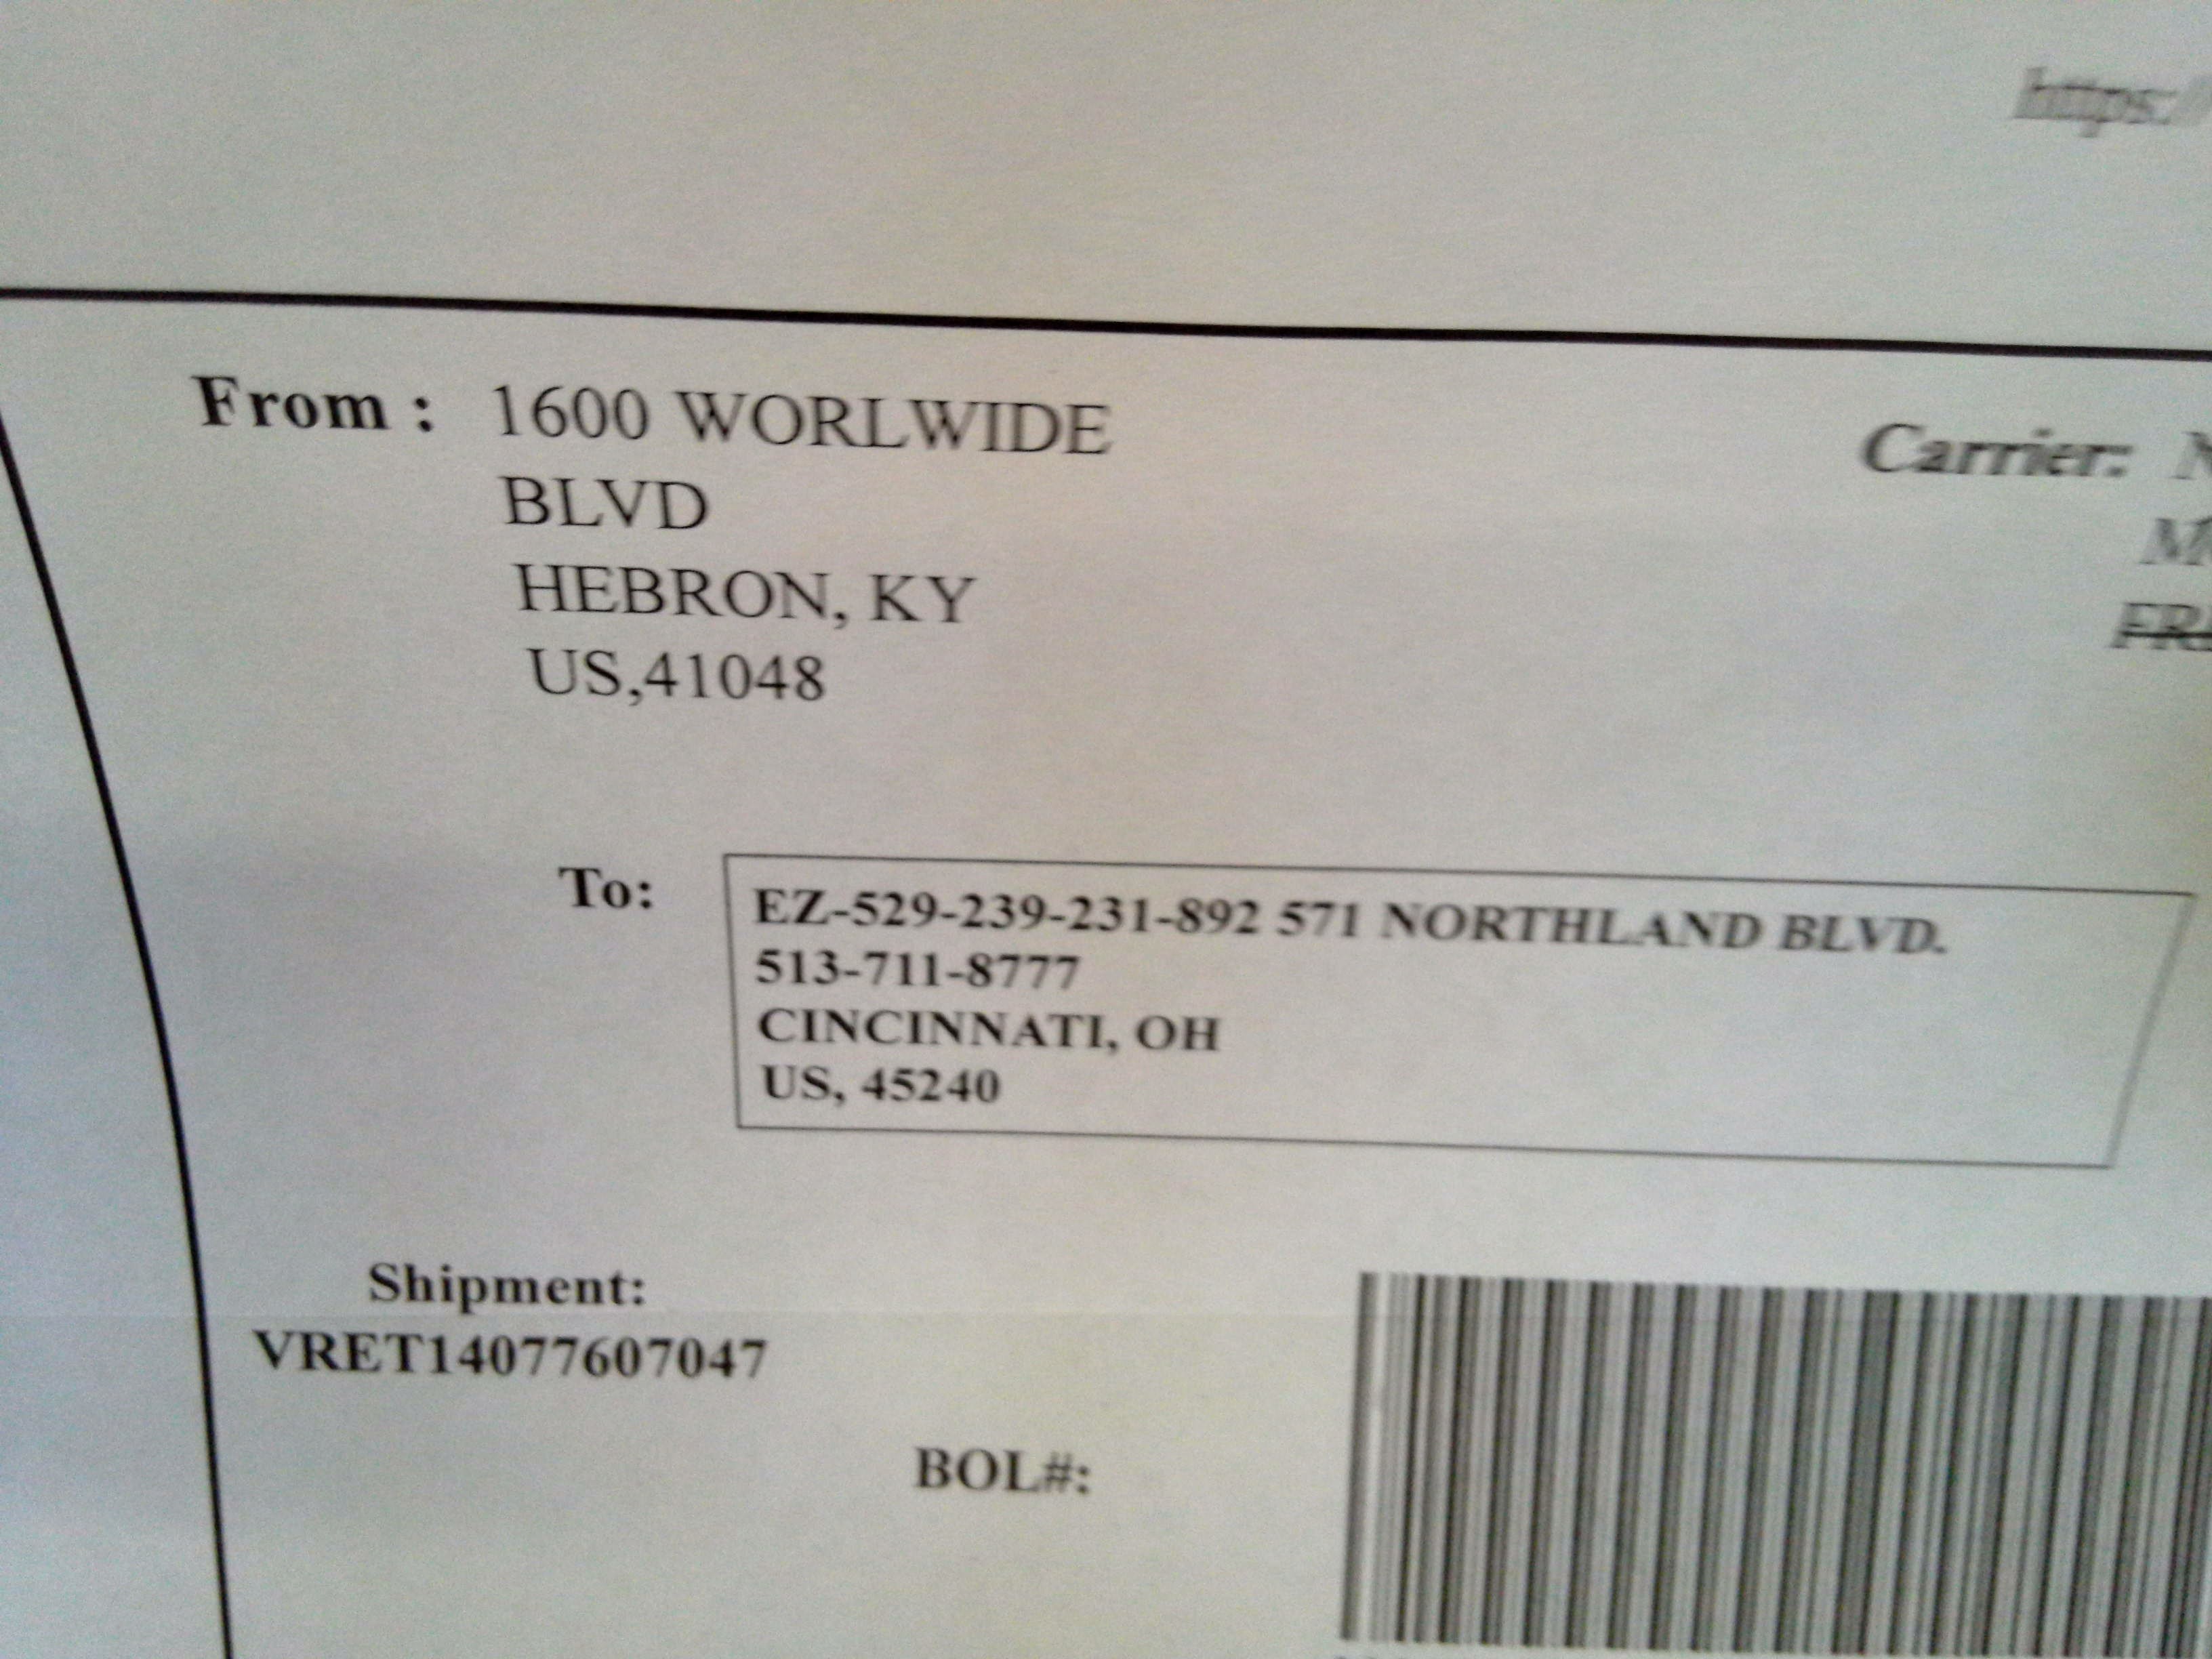 https:/
From : 1600 WORLWIDE
BLVD
HEBRON, KY
US,41048
Carrier:
To:
EZ-529-239-231-892 571 NORTHLAND BLVD.
513-711-8777
CINCINNATI, OH
US, 45240
Shipment:
VRET14077607047
BOL#: